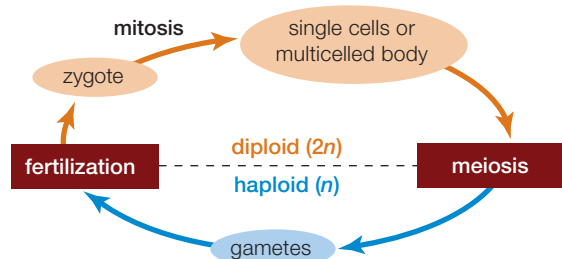 mitosis
single cells or
multicelled body
zygote
fertilization
diploid (2n)
haploid (n)
meiosis
gametes